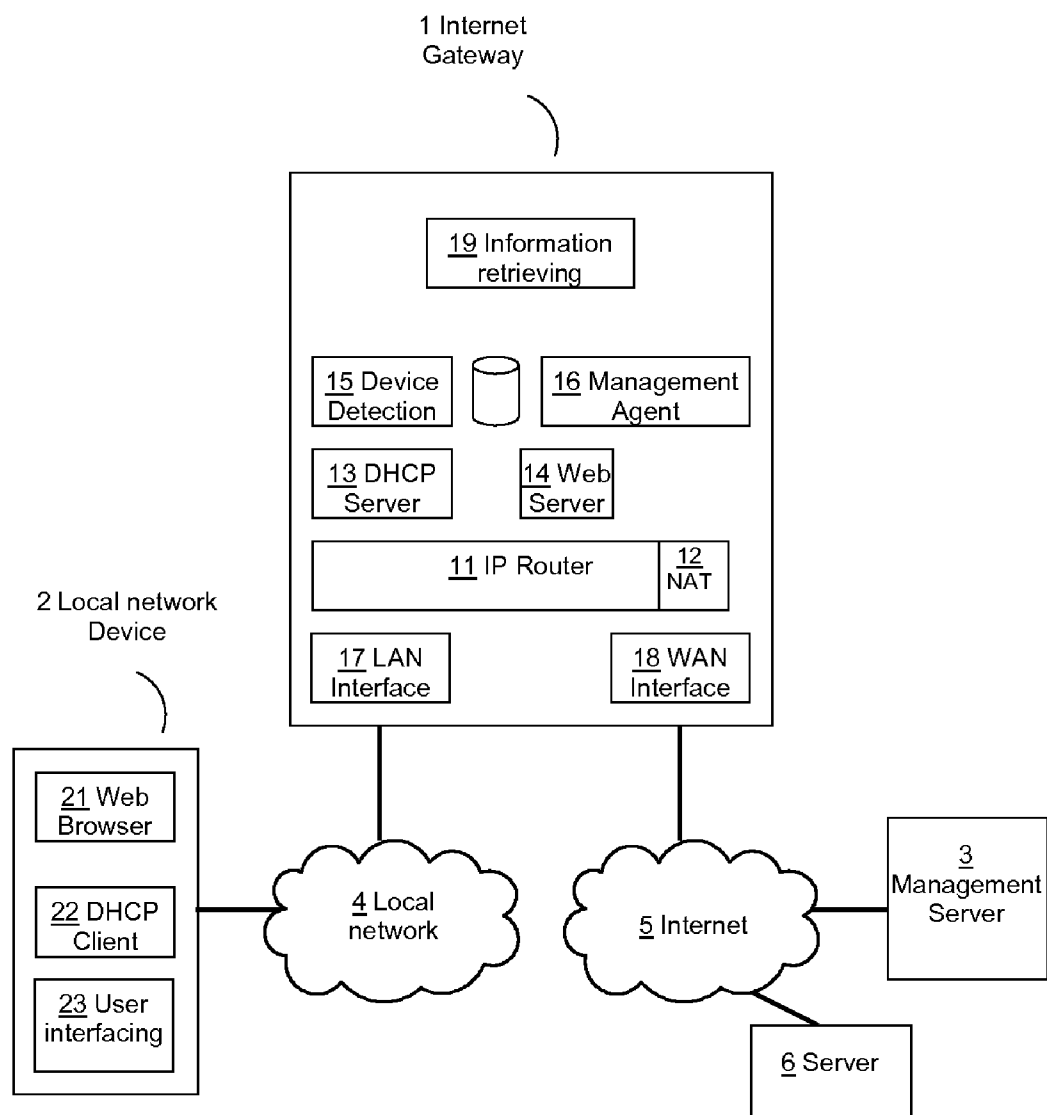 1 Internet
Gateway
19 Information
retrieving
15 Device
Detection
16 Management
Agent
13 DHCP
Server
14 Web
Server
11 IP Router
12
NAT
17 LAN
Interface
18 WAN
Interface
2 Local network
Device
21 Web
Browser
22 DHCP
Client
23 User
interfacing
4 Local
network
5 Internet
3
Management
Server
6 Server